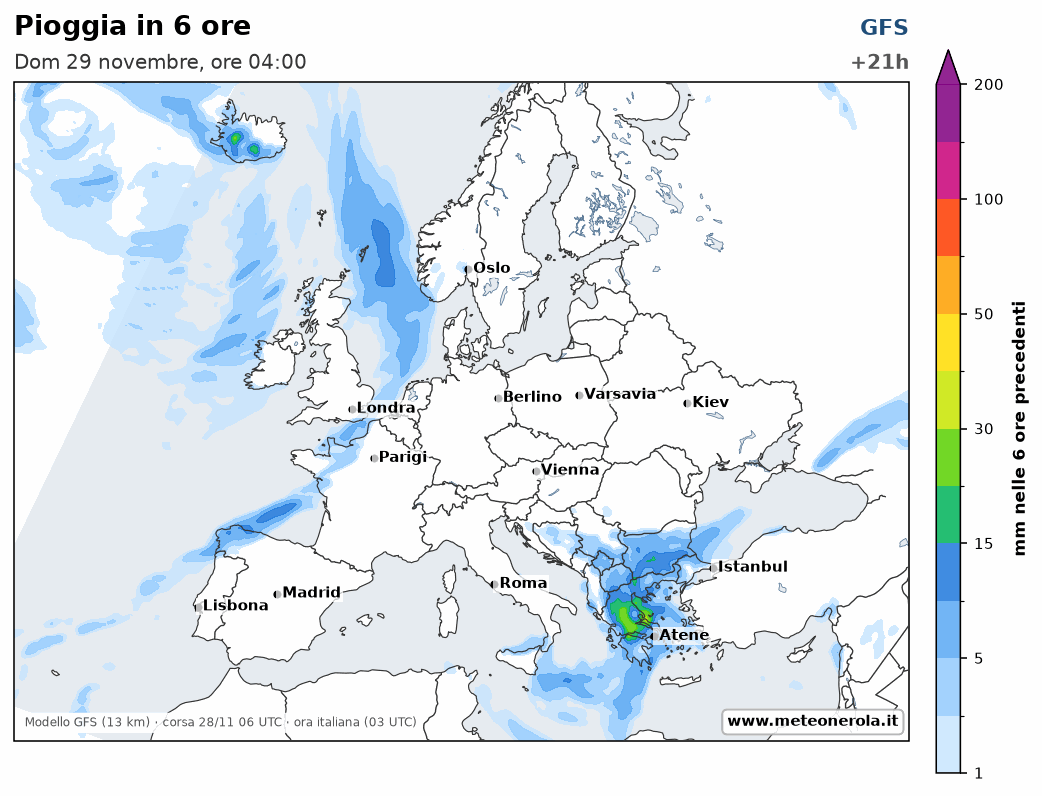 Pioggia in 6 ore
GFS
Dom 29 novembre, ore 04:00
+21h
200
100
50
30
15
5
1
mm nelle 6 ore precedenti
Oslo
Berlino
Varsavia
Kiev
Londra
Parigi
Vienna
Istanbul
Roma
Madrid
Lisbona
Atene
Modello GFS (13 km) · corsa 28/11 06 UTC · ora italiana (03 UTC)
www.meteonerola.it